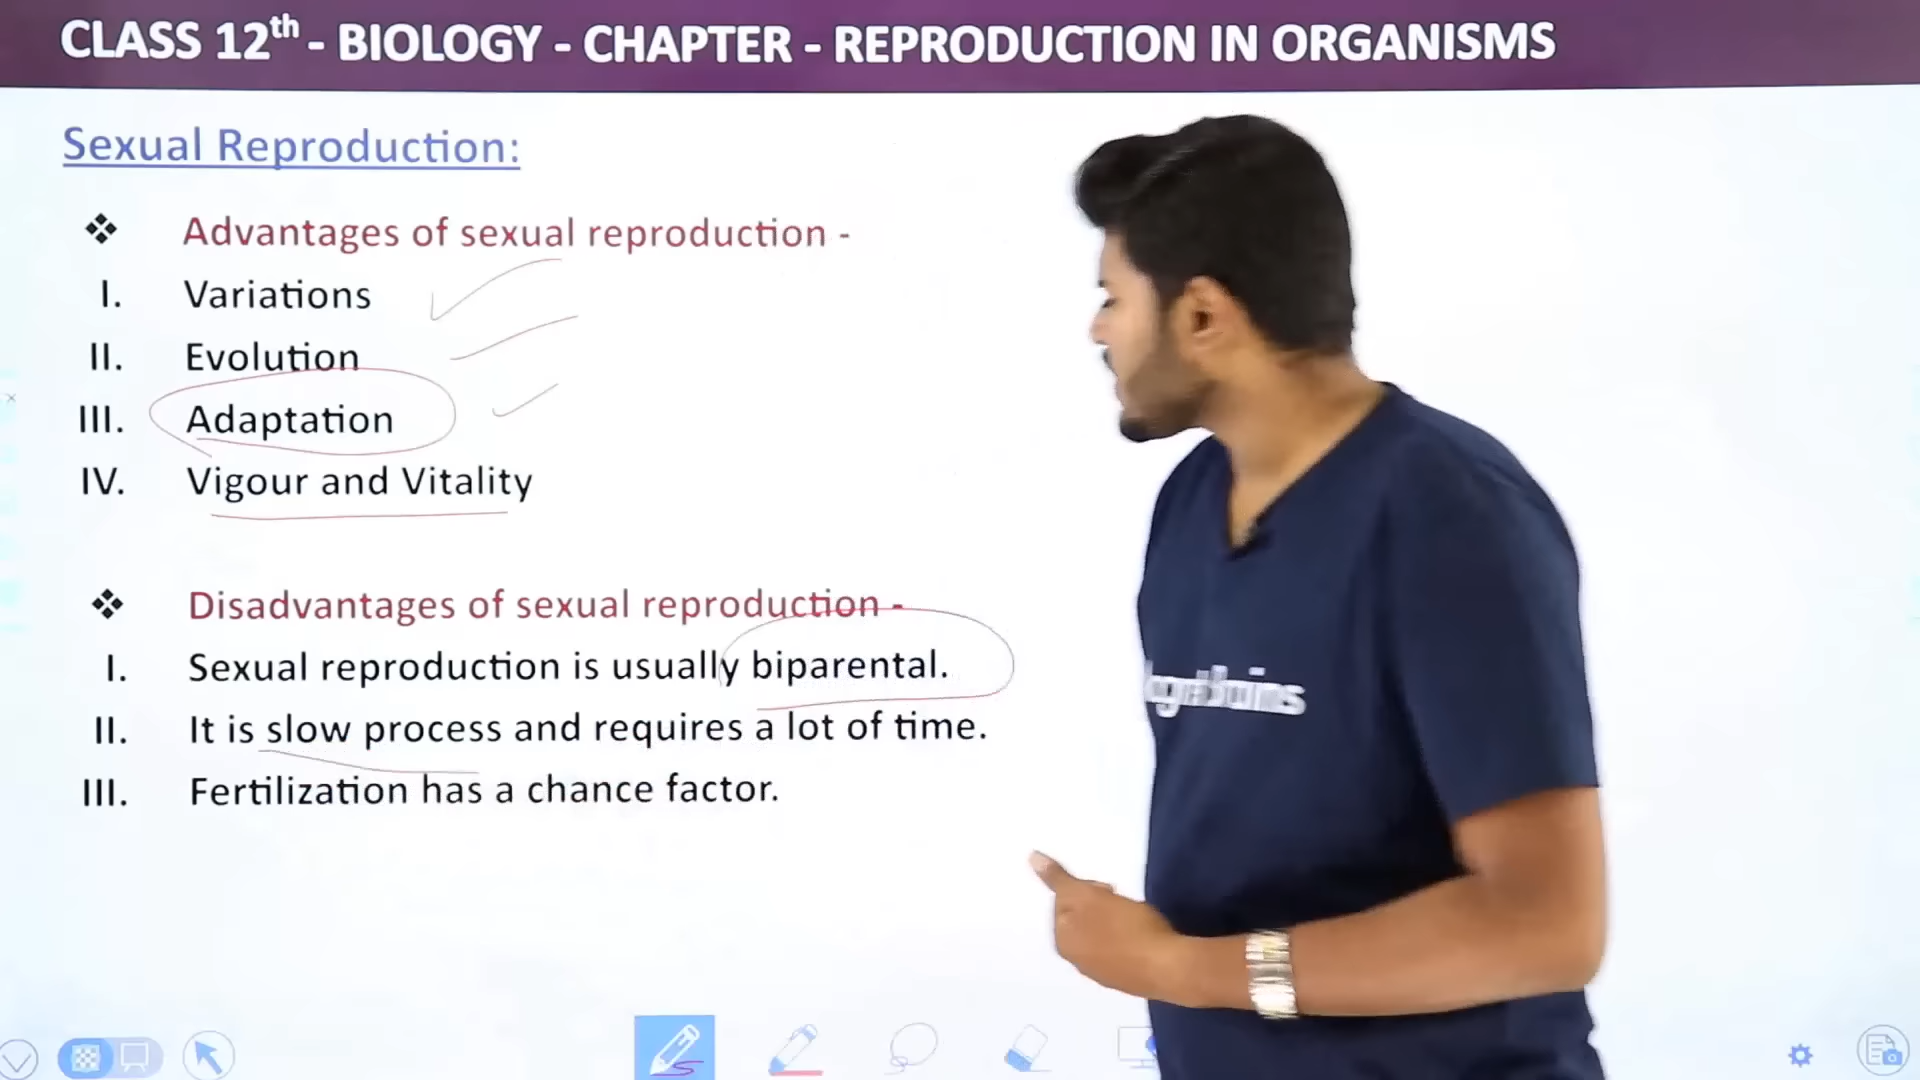 CLASS 12th - BIOLOGY - CHAPTER - REPRODUCTION IN ORGANISMS
Sexual Reproduction:
❖ Advantages of sexual reproduction -
I. Variations
II. Evolution
III. Adaptation
IV. Vigour and Vitality
❖ Disadvantages of sexual reproduction -
I. Sexual reproduction is usually biparental.
II. It is slow process and requires a lot of time.
III. Fertilization has a chance factor.